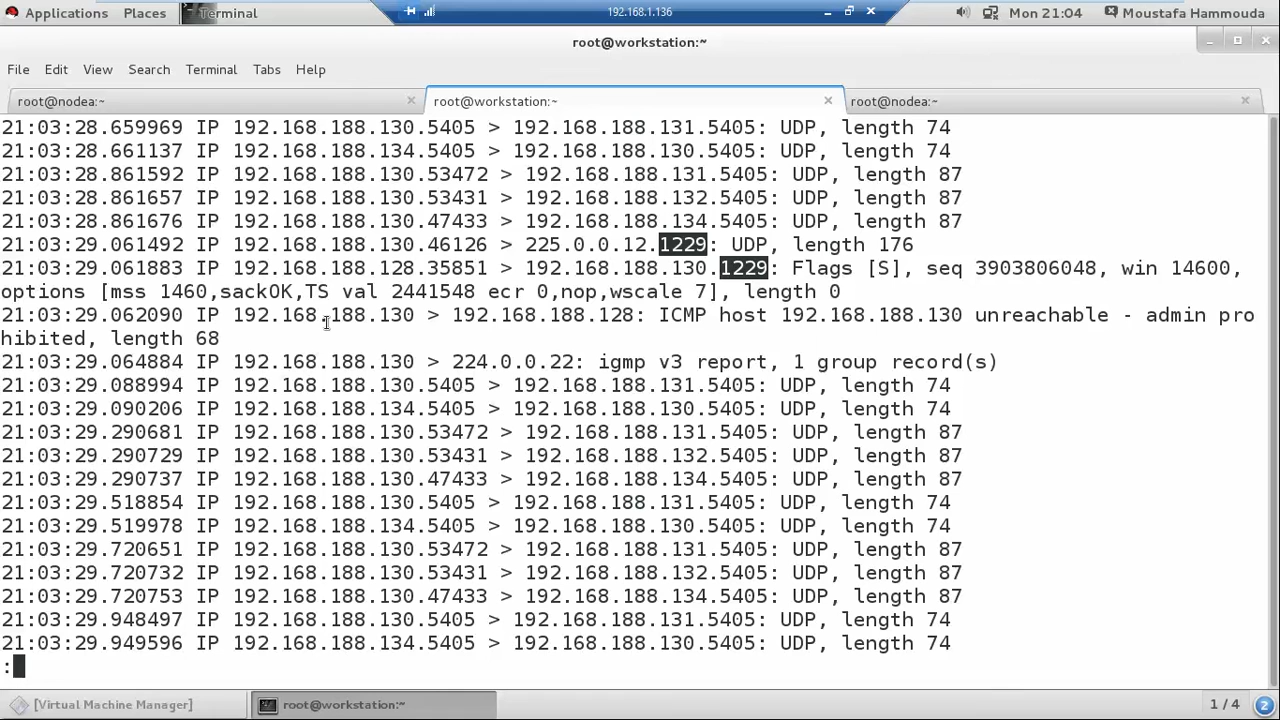 Applications Places Terminal 192.168.1.136 Mon 21:04 Moustafa Hammouda
root@workstation:~
File Edit View Search Terminal Tabs Help
root@nodea:~ root@workstation:~ root@nodea:~
21:03:28.659969 IP 192.168.188.130.5405 > 192.168.188.131.5405: UDP, length 74
21:03:28.661137 IP 192.168.188.134.5405 > 192.168.188.130.5405: UDP, length 74
21:03:28.861592 IP 192.168.188.130.53472 > 192.168.188.131.5405: UDP, length 87
21:03:28.861657 IP 192.168.188.130.53431 > 192.168.188.132.5405: UDP, length 87
21:03:28.861676 IP 192.168.188.130.47433 > 192.168.188.134.5405: UDP, length 87
21:03:29.061492 IP 192.168.188.130.46126 > 225.0.0.12.1229: UDP, length 176
21:03:29.061883 IP 192.168.188.128.35851 > 192.168.188.130.1229: Flags [S], seq 3903806048, win 14600,
options [mss 1460,sackOK,TS val 2441548 ecr 0,nop,wscale 7], length 0
21:03:29.062090 IP 192.168.188.130 > 192.168.188.128: ICMP host 192.168.188.130 unreachable - admin pro
hibited, length 68
21:03:29.064884 IP 192.168.188.130 > 224.0.0.22: igmp v3 report, 1 group record(s)
21:03:29.088994 IP 192.168.188.130.5405 > 192.168.188.131.5405: UDP, length 74
21:03:29.090206 IP 192.168.188.134.5405 > 192.168.188.130.5405: UDP, length 74
21:03:29.290681 IP 192.168.188.130.53472 > 192.168.188.131.5405: UDP, length 87
21:03:29.290729 IP 192.168.188.130.53431 > 192.168.188.132.5405: UDP, length 87
21:03:29.290737 IP 192.168.188.130.47433 > 192.168.188.134.5405: UDP, length 87
21:03:29.518854 IP 192.168.188.130.5405 > 192.168.188.131.5405: UDP, length 74
21:03:29.519978 IP 192.168.188.134.5405 > 192.168.188.130.5405: UDP, length 74
21:03:29.720651 IP 192.168.188.130.53472 > 192.168.188.131.5405: UDP, length 87
21:03:29.720732 IP 192.168.188.130.53431 > 192.168.188.132.5405: UDP, length 87
21:03:29.720753 IP 192.168.188.130.47433 > 192.168.188.134.5405: UDP, length 87
21:03:29.948497 IP 192.168.188.130.5405 > 192.168.188.131.5405: UDP, length 74
21:03:29.949596 IP 192.168.188.134.5405 > 192.168.188.130.5405: UDP, length 74
:
[Virtual Machine Manager] root@workstation:~ 1 / 4 2